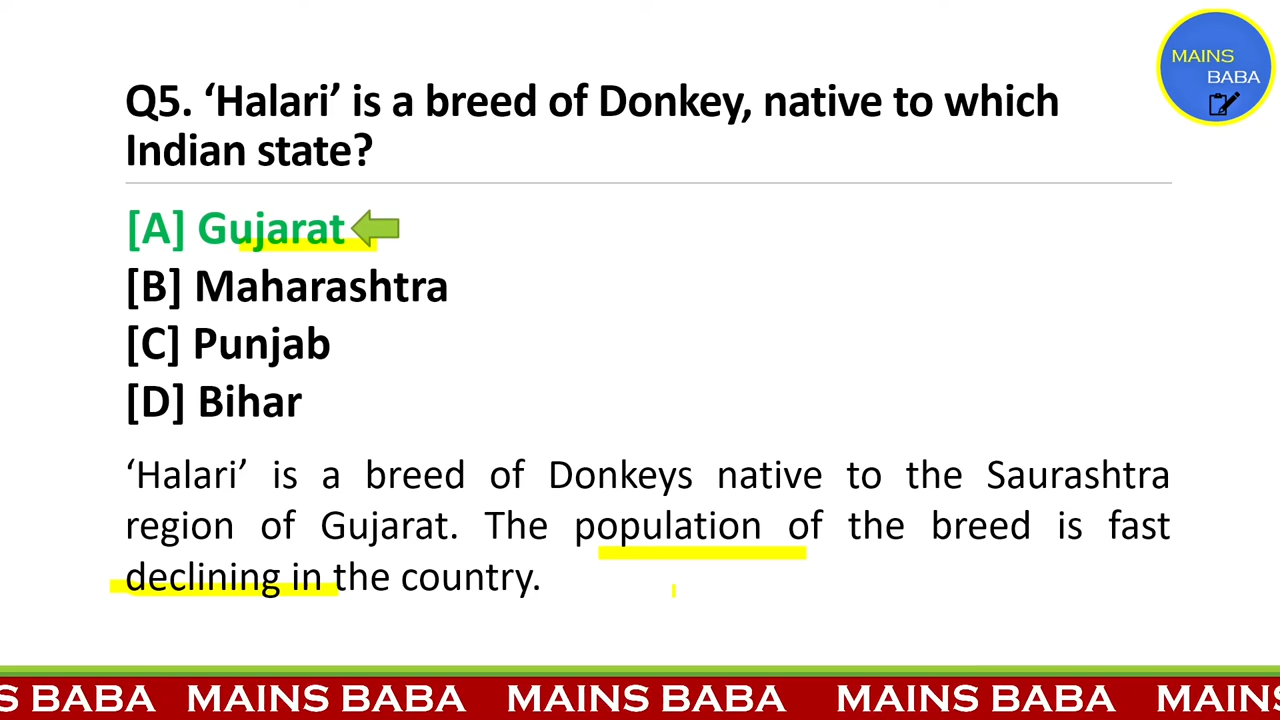 MAINS
BABA
Q5. ‘Halari’ is a breed of Donkey, native to which
Indian state?
[A] Gujarat
[B] Maharashtra
[C] Punjab
[D] Bihar
‘Halari’ is a breed of Donkeys native to the Saurashtra
region of Gujarat. The population of the breed is fast
declining in the country.
S BABA MAINS BABA MAINS BABA MAINS BABA MAINS